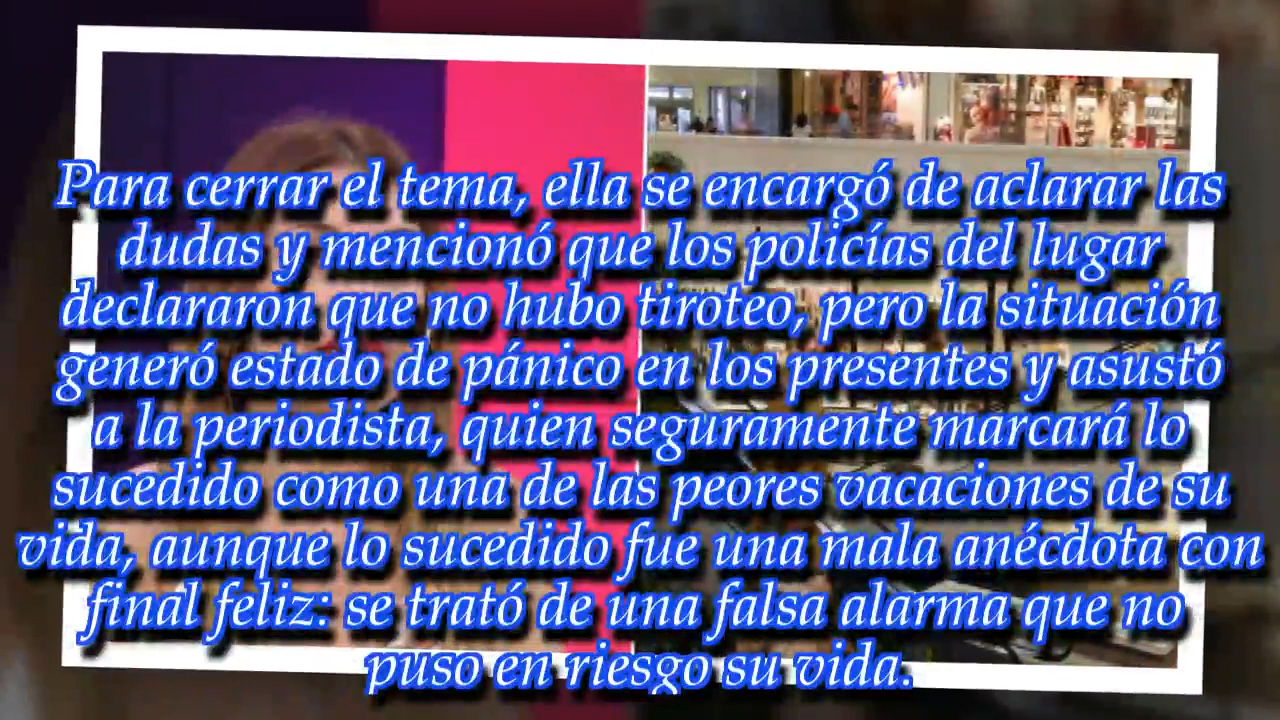 Para cerrar el tema, ella se encargó de aclarar las
dudas y mencionó que los policías del lugar
declararon que no hubo tiroteo, pero la situación
generó estado de pánico en los presentes y asustó
a la periodista, quien seguramente marcará lo
sucedido como una de las peores vacaciones de su
vida, aunque lo sucedido fue una mala anécdota con
final feliz: se trató de una falsa alarma que no
puso en riesgo su vida.